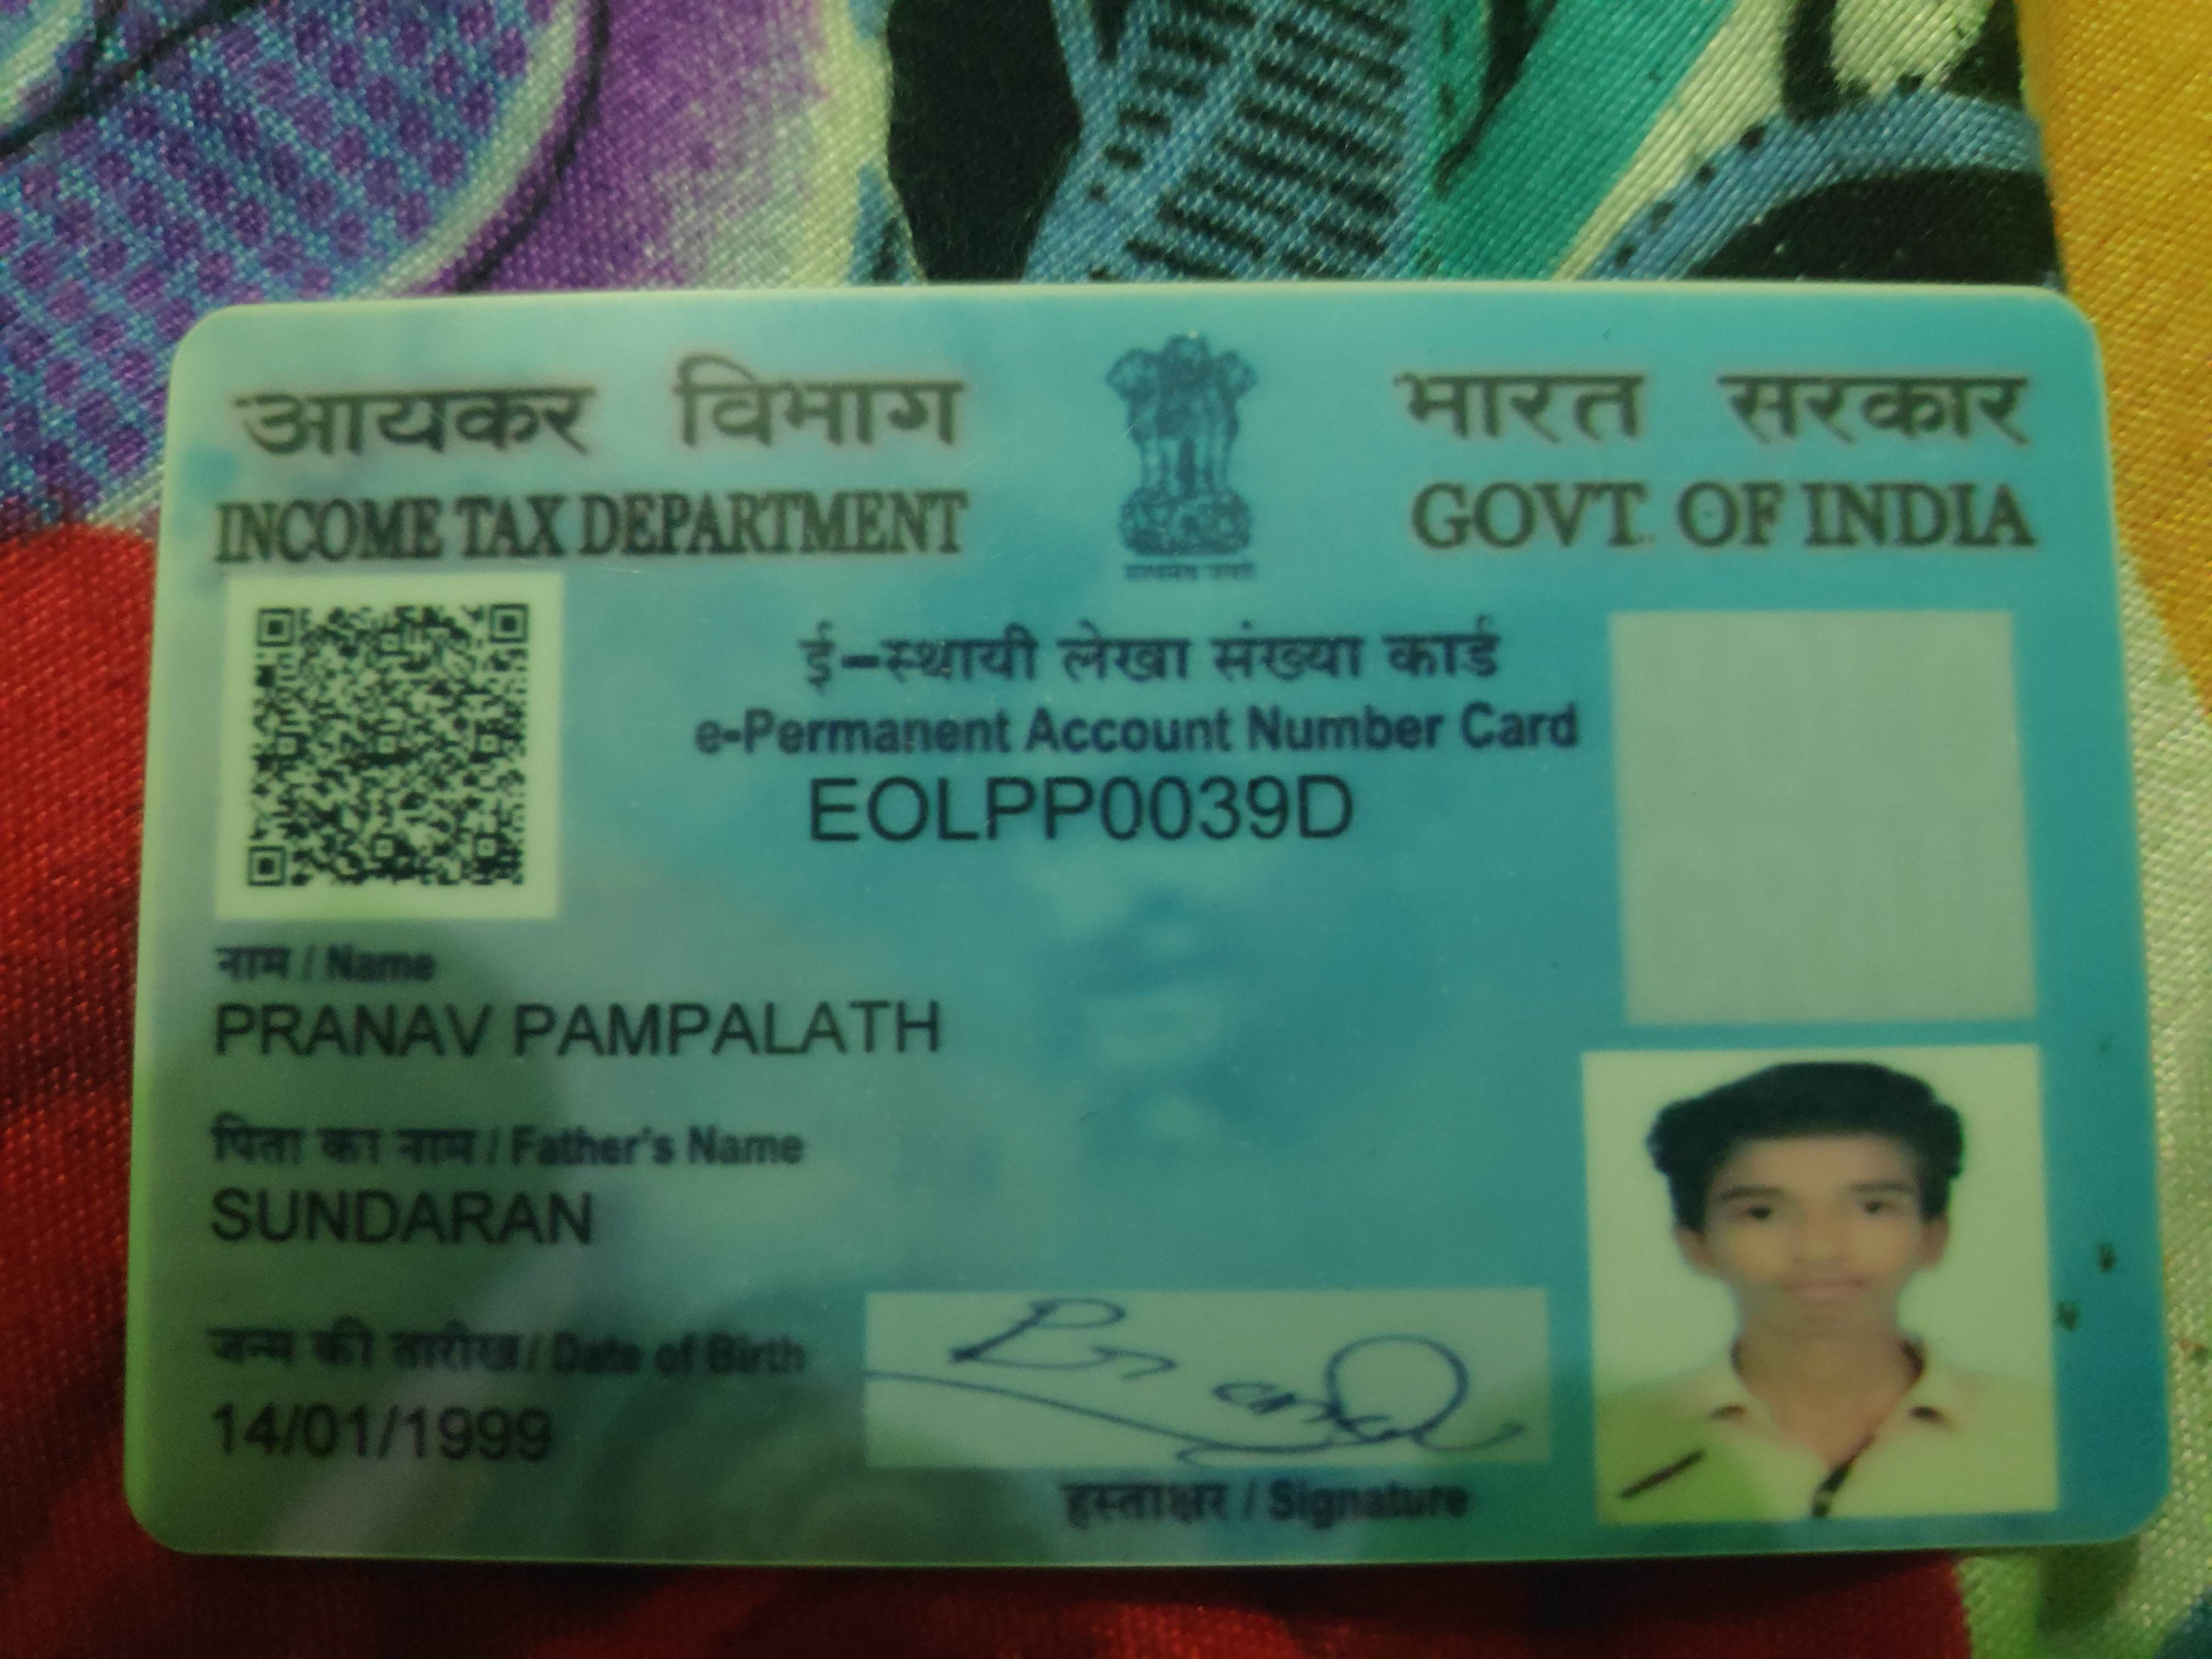 आयकर विभाग
INCOME TAX DEPARTMENT
भारत सरकार
GOVT. OF INDIA
ई-स्थायी लेखा संख्या कार्ड
e-Permanent Account Number Card
EOLPP0039D
नाम / Name
PRANAV PAMPALATH
पिता का नाम / Father's Name
SUNDARAN
जन्म की तारीख / Date of Birth
14/01/1999
हस्ताक्षर / Signature